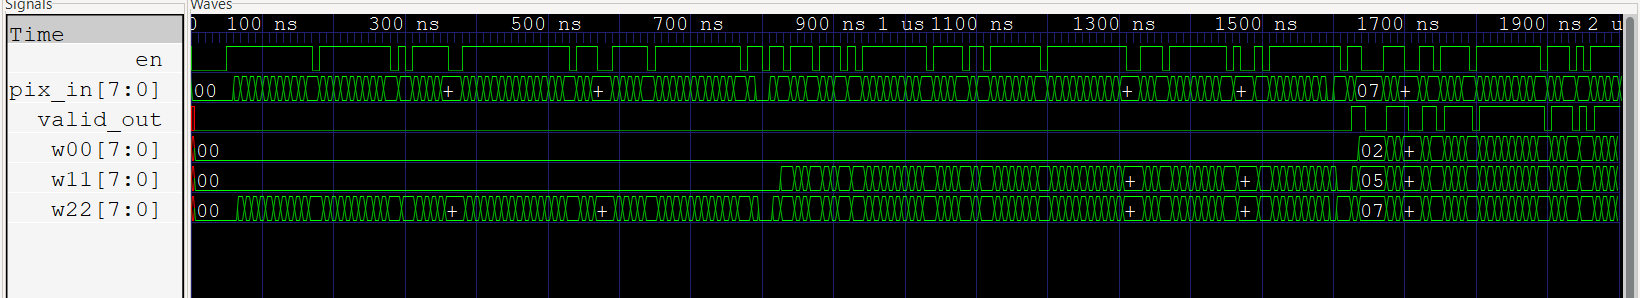 Signals Waves
Time 0 100 ns 300 ns 500 ns 700 ns 900 ns 1 us 1100 ns 1300 ns 1500 ns 1700 ns 1900 ns 2 u
en
pix_in[7:0] 00 + + + + 07 +
valid_out
w00[7:0] 00 02 +
w11[7:0] 00 + + 05 +
w22[7:0] 00 + + + + 07 +